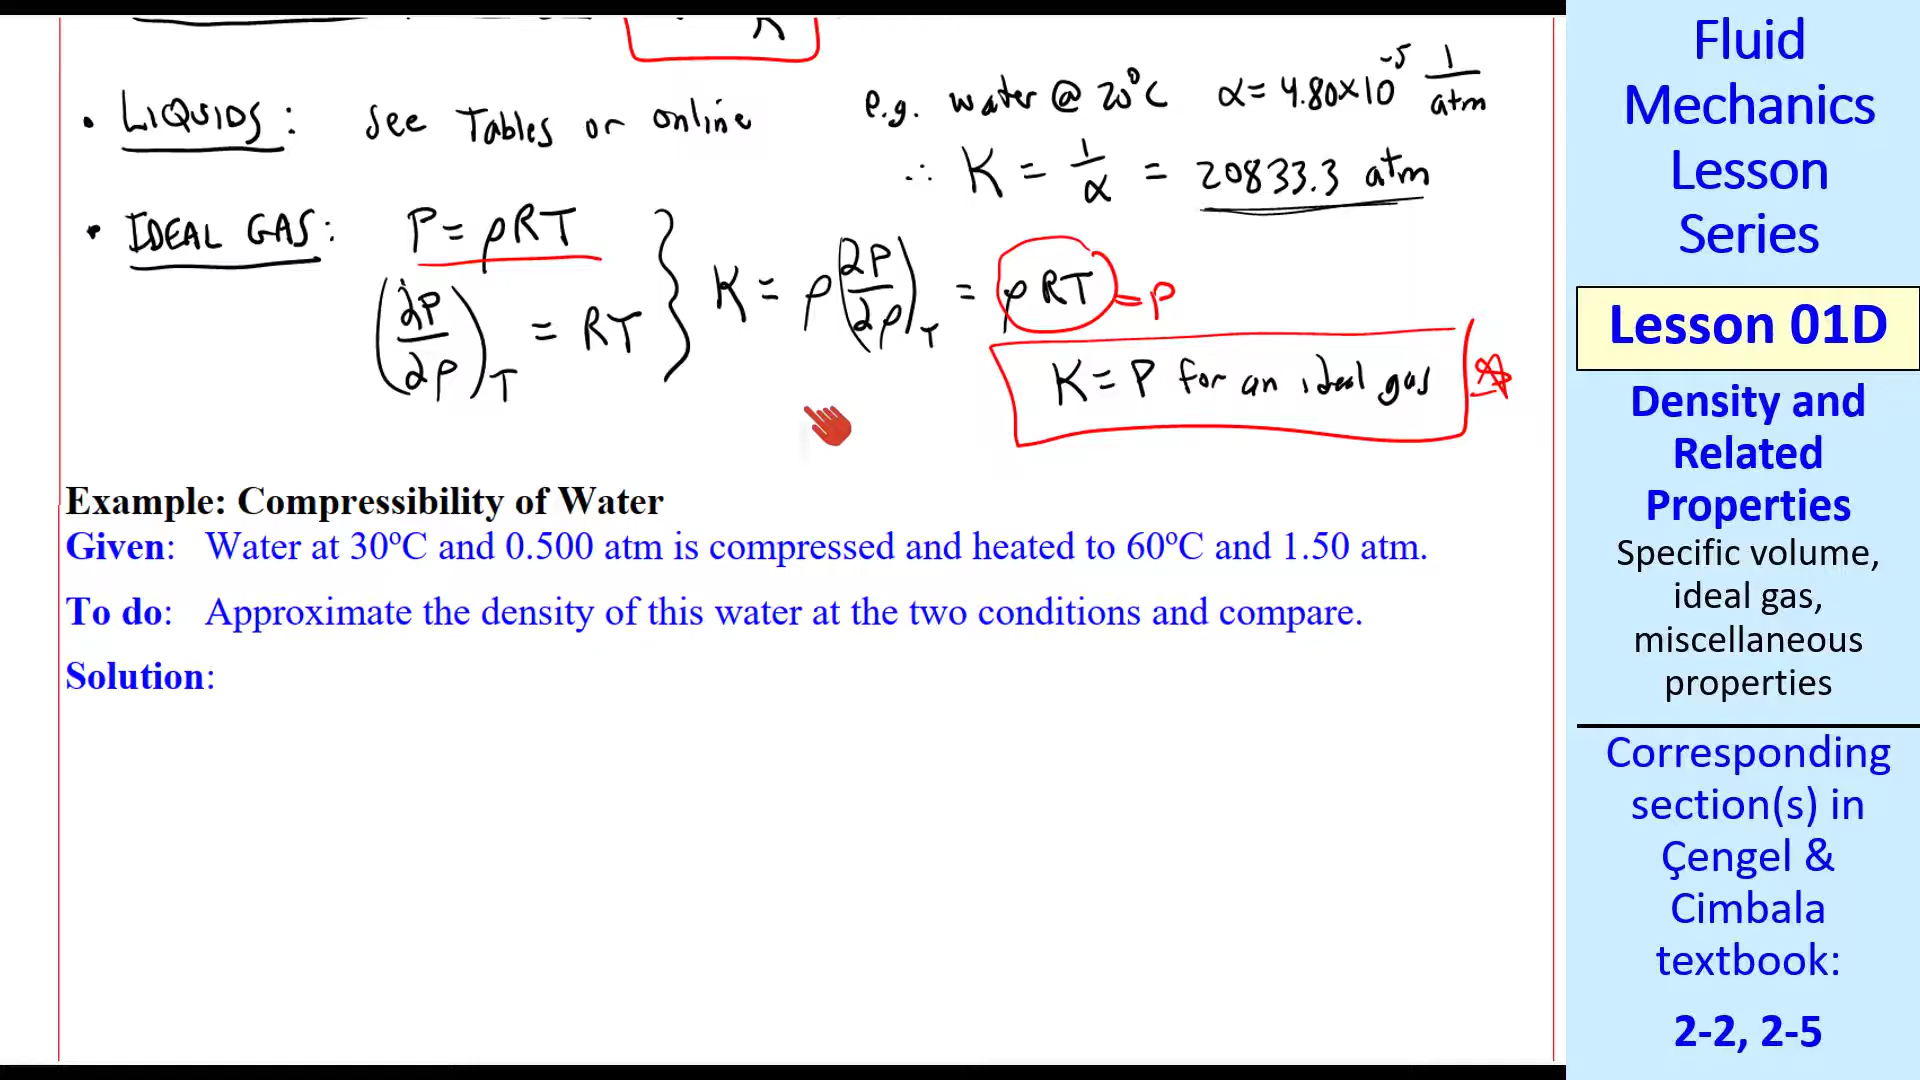 • LIQUIDS: See Tables or online e.g. water @ 20°C α = 4.80×10⁻⁵ 1/atm
∴ K = 1/α = 20833.3 atm
• IDEAL GAS: P = ρRT
(∂P/∂ρ)_T = RT } K = ρ(∂P/∂ρ)_T = ρRT = P
K = P for an ideal gas
Example: Compressibility of Water
Given: Water at 30ºC and 0.500 atm is compressed and heated to 60ºC and 1.50 atm.
To do: Approximate the density of this water at the two conditions and compare.
Solution:
Fluid
Mechanics
Lesson
Series
Lesson 01D
Density and
Related
Properties
Specific volume,
ideal gas,
miscellaneous
properties
Corresponding
section(s) in
Çengel &
Cimbala
textbook:
2-2, 2-5